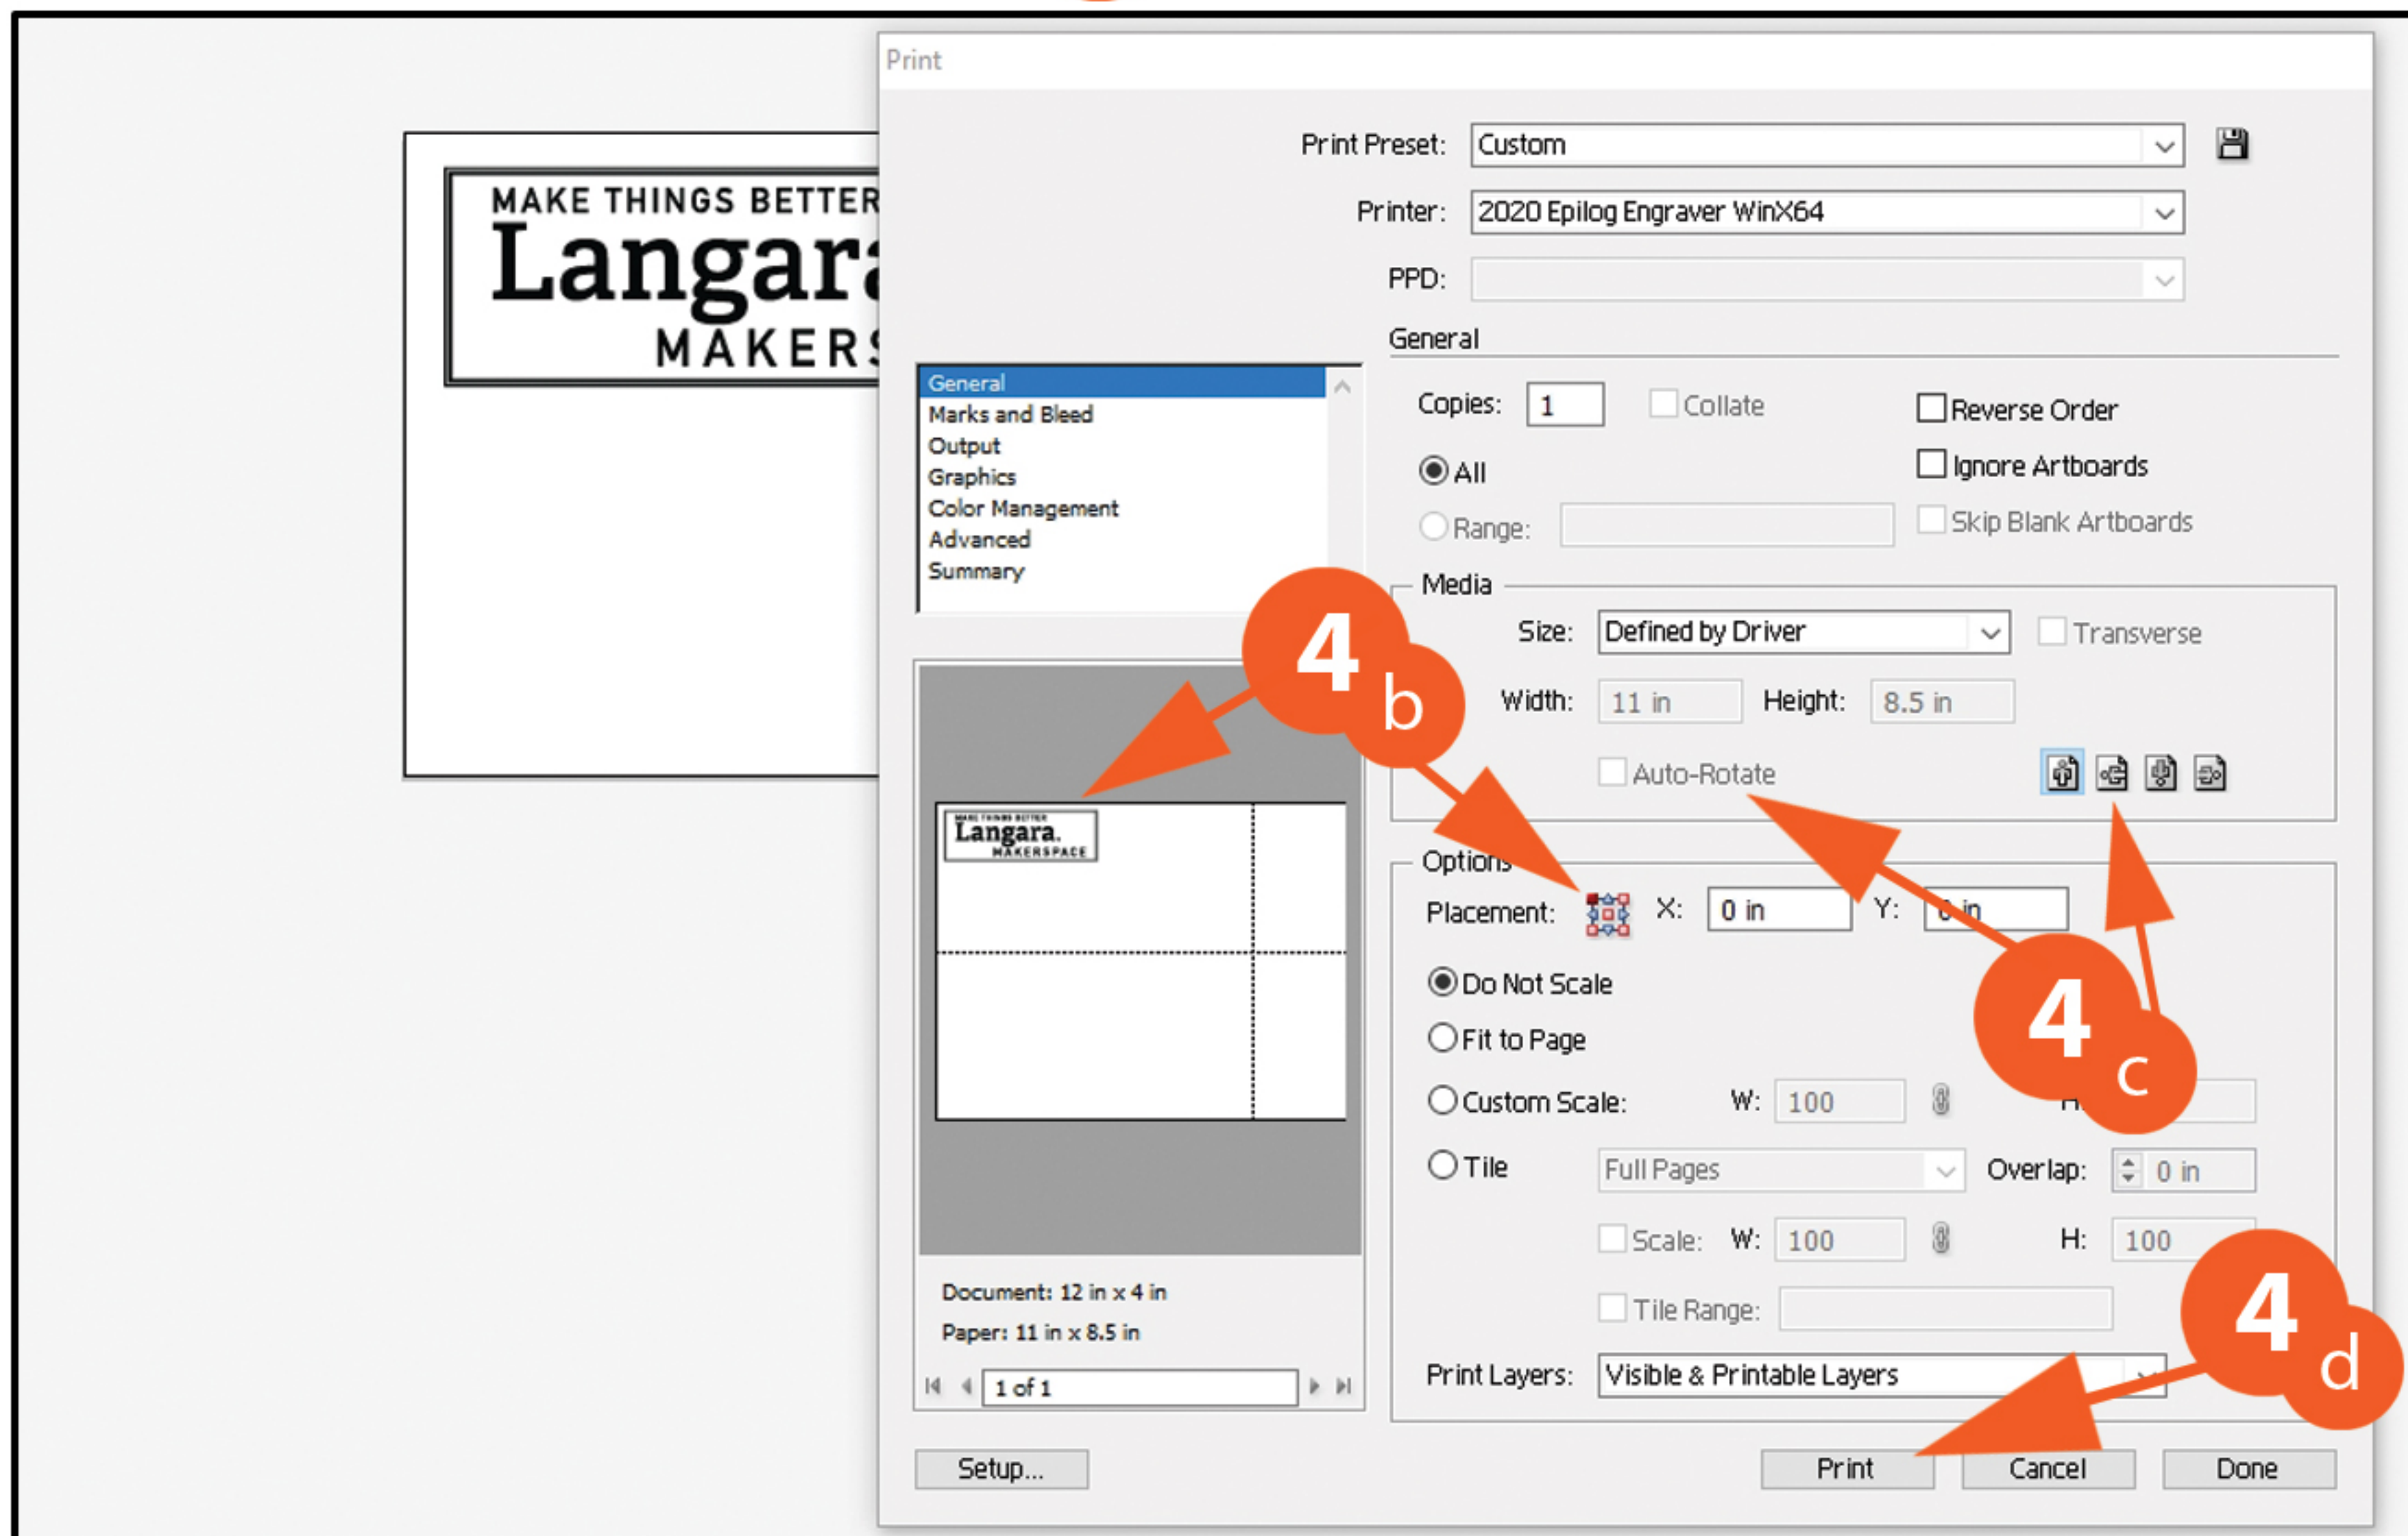 Print
MAKE THINGS BETTER
Langara
MAKERS
Print Preset: Custom
Printer: 2020 Epilog Engraver WinX64
PPD:
General
Marks and Bleed
Output
Graphics
Color Management
Advanced
Summary
General
Copies: 1 Collate Reverse Order
All Ignore Artboards
Range: Skip Blank Artboards
Media
Size: Defined by Driver Transverse
Width: 11 in Height: 8.5 in
Auto-Rotate
4 b
MAKE THINGS BETTER
Langara.
MAKERSPACE
Options
Placement: X: 0 in Y: 0 in
Do Not Scale
Fit to Page
4 c
Custom Scale: W: 100 H:
Tile Full Pages Overlap: 0 in
Scale: W: 100 H: 100
Tile Range:
4 d
Print Layers: Visible & Printable Layers
Document: 12 in x 4 in
Paper: 11 in x 8.5 in
1 of 1
Setup... Print Cancel Done